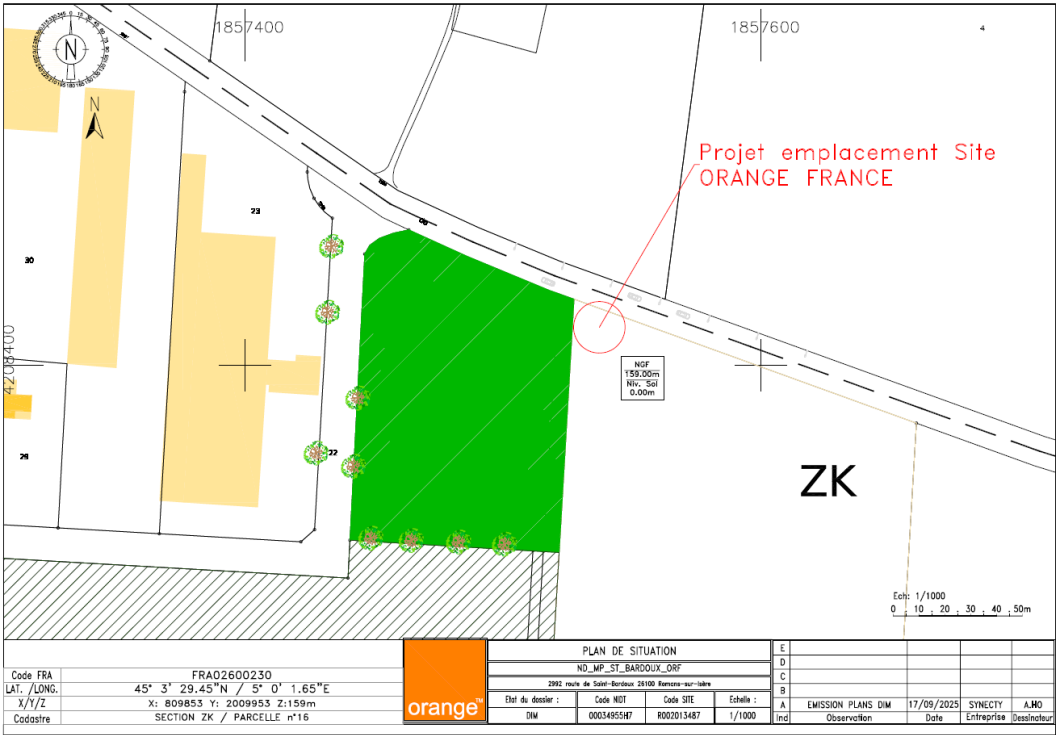 1857400
1857600
4
N
N
Projet emplacement Site
ORANGE FRANCE
23
30
4208400
NGF
159.00m
Niv. Sol
0.00m
29
22
ZK
Ech: 1/1000
0 10 20 30 40 50m
Code FRA FRA02600230
LAT. /LONG. 45° 3' 29.45"N / 5° 0' 1.65"E
X/Y/Z X: 809853 Y: 2009953 Z:159m
Cadastre SECTION ZK / PARCELLE n°16
orange™
PLAN DE SITUATION
ND_MP_ST_BARDOUX_ORF
2992 route de Saint-Bardoux 26100 Romans-sur-Isère
Etat du dossier : Code NIDT Code SITE Echelle :
DIM 00034955H7 R002013487 1/1000
E
D
C
B
A EMISSION PLANS DIM 17/09/2025 SYNECTY A.HO
Ind Observation Date Entreprise Dessinateur